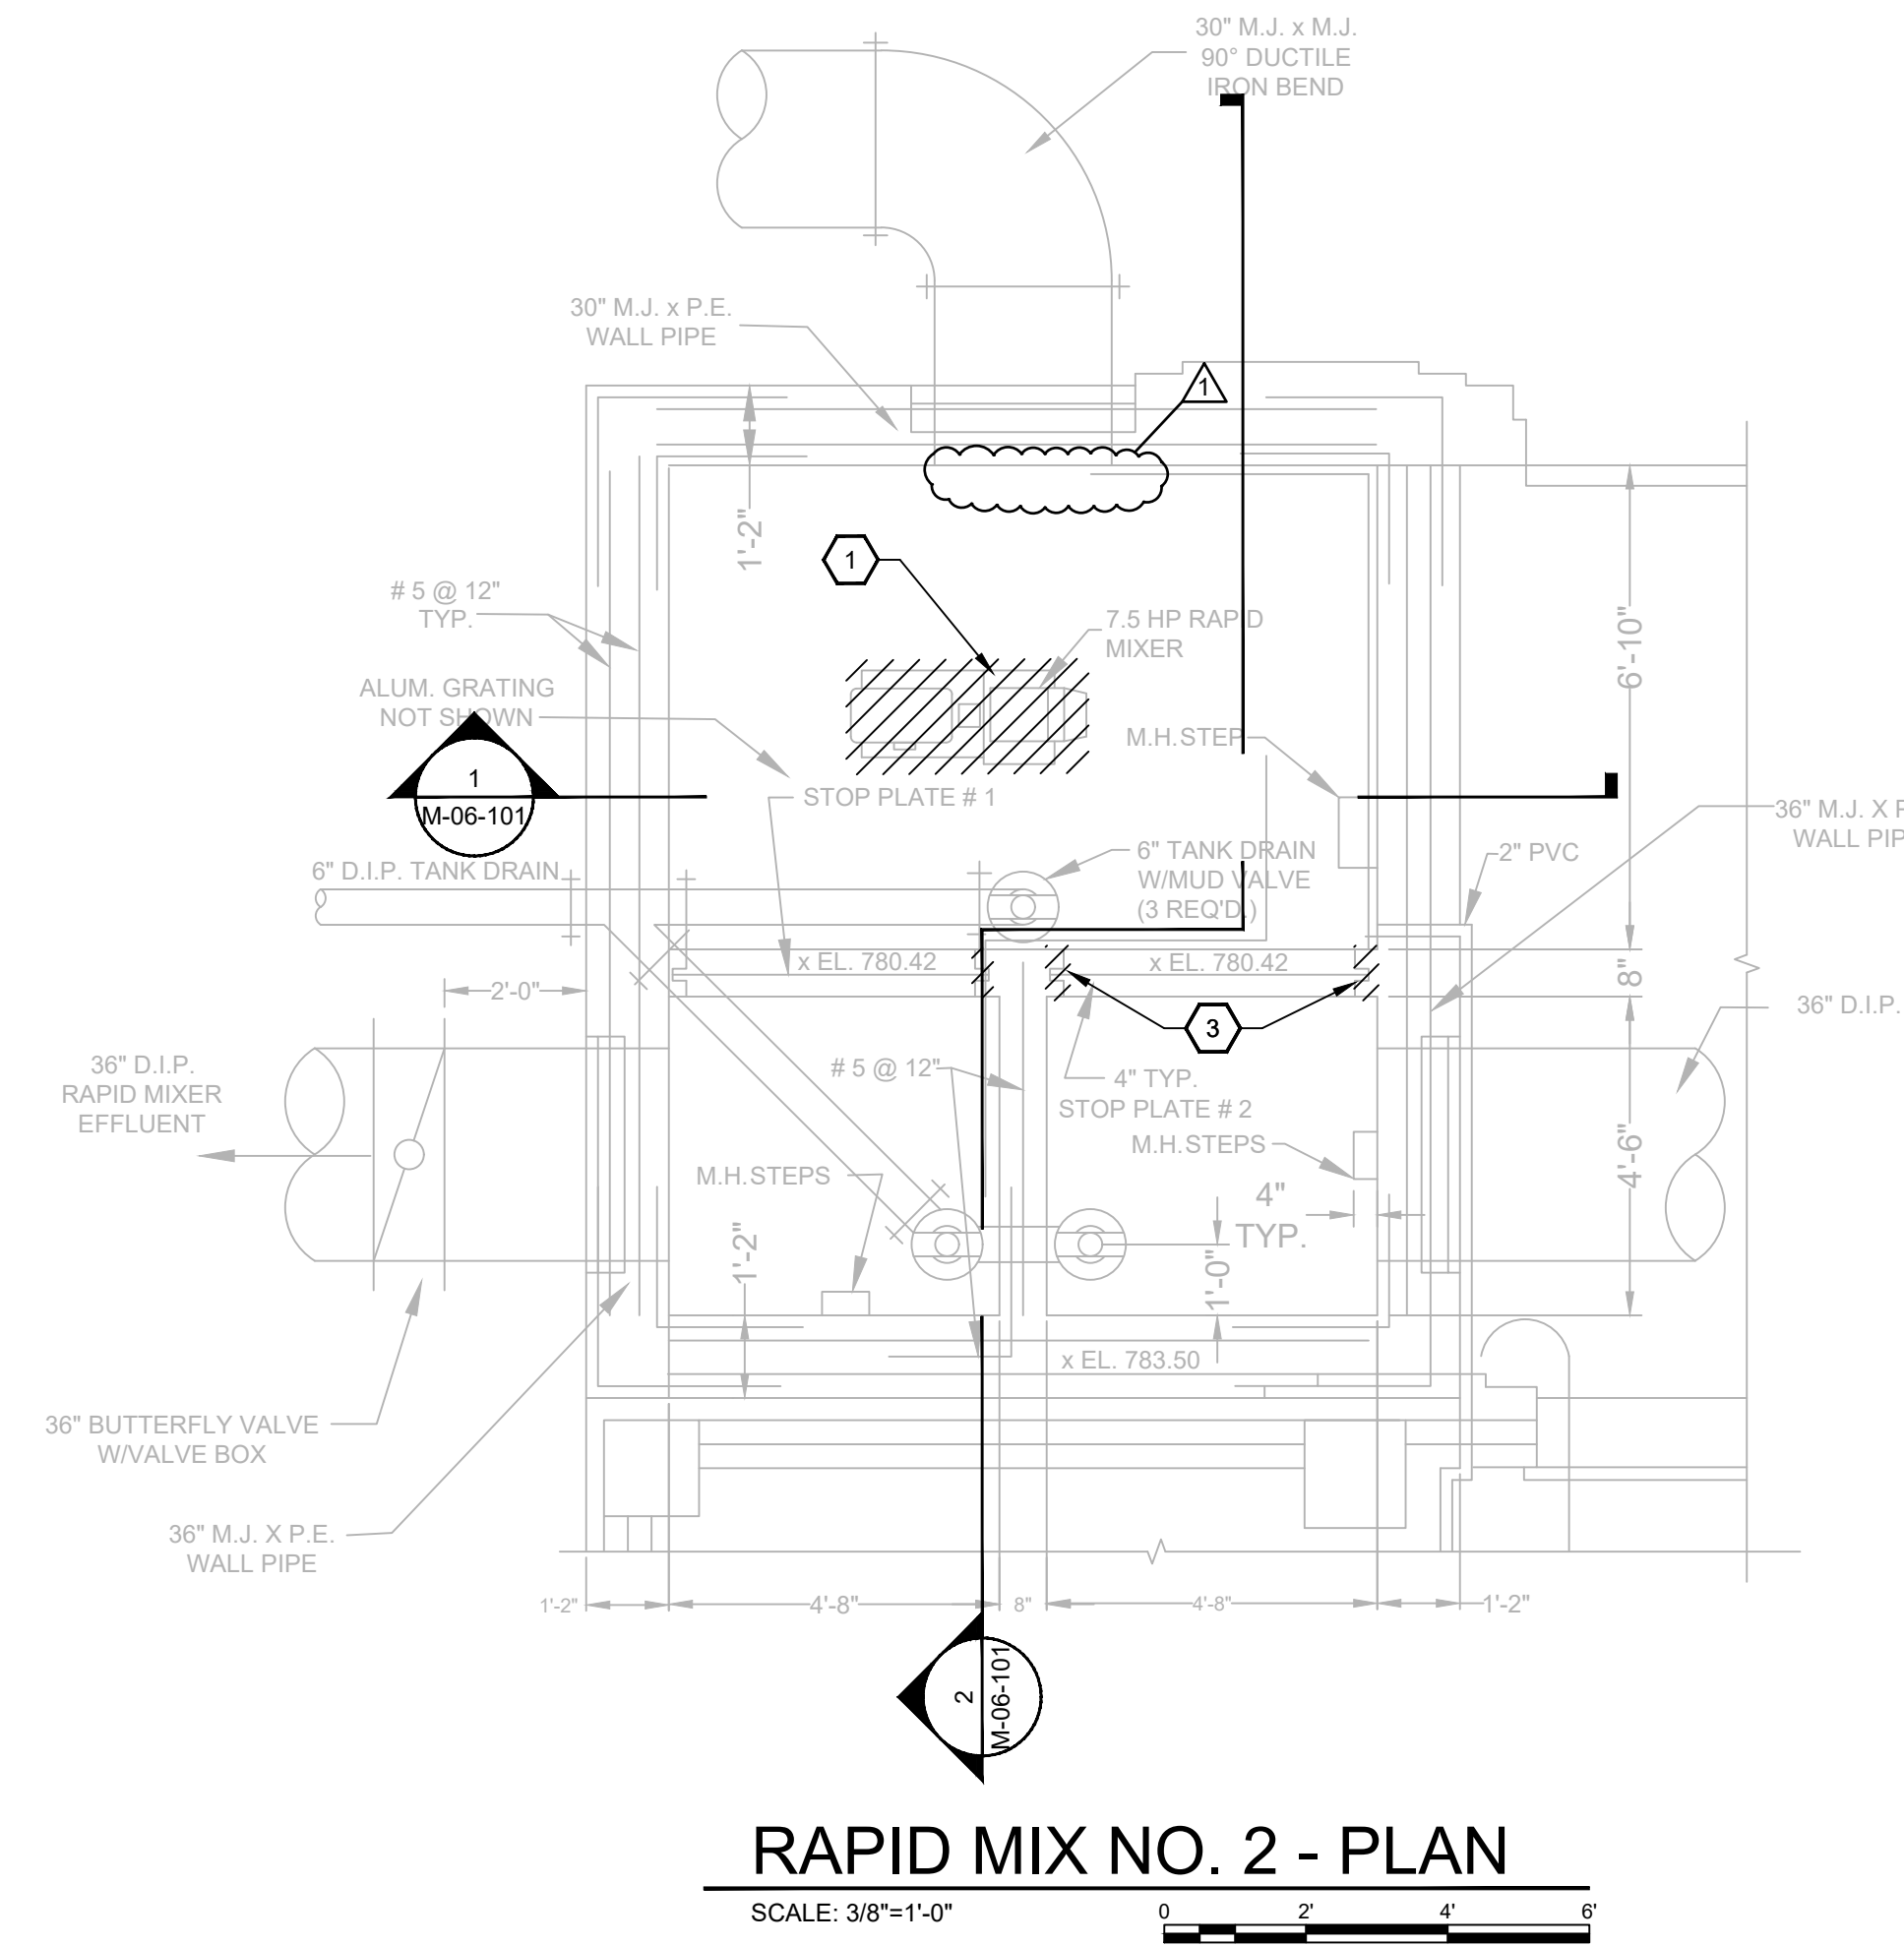 30" M.J. x M.J.
90° DUCTILE
IRON BEND
30" M.J. x P.E.
WALL PIPE
1
1'-2"
1
# 5 @ 12"
TYP.
7.5 HP RAPID
MIXER
6'-10"
ALUM. GRATING
NOT SHOWN
M.H.STEP
1
M-06-101
STOP PLATE # 1
36" M.J. X
WALL
6" D.I.P. TANK DRAIN
6" TANK DRAIN
W/MUD VALVE
(3 REQ'D.)
2" PVC
x EL. 780.42
x EL. 780.42
8"
2'-0"
3
36" D.I.P.
36" D.I.P.
RAPID MIXER
EFFLUENT
# 5 @ 12"
4" TYP.
STOP PLATE # 2
M.H.STEPS
4'-6"
M.H.STEPS
4"
TYP.
1'-2"
1'-0"
x EL. 783.50
36" BUTTERFLY VALVE
W/VALVE BOX
36" M.J. X P.E.
WALL PIPE
1'-2"
4'-8"
8"
4'-8"
1'-2"
2
M-06-101
RAPID MIX NO. 2 - PLAN
SCALE: 3/8"=1'-0"
0 2' 4' 6'